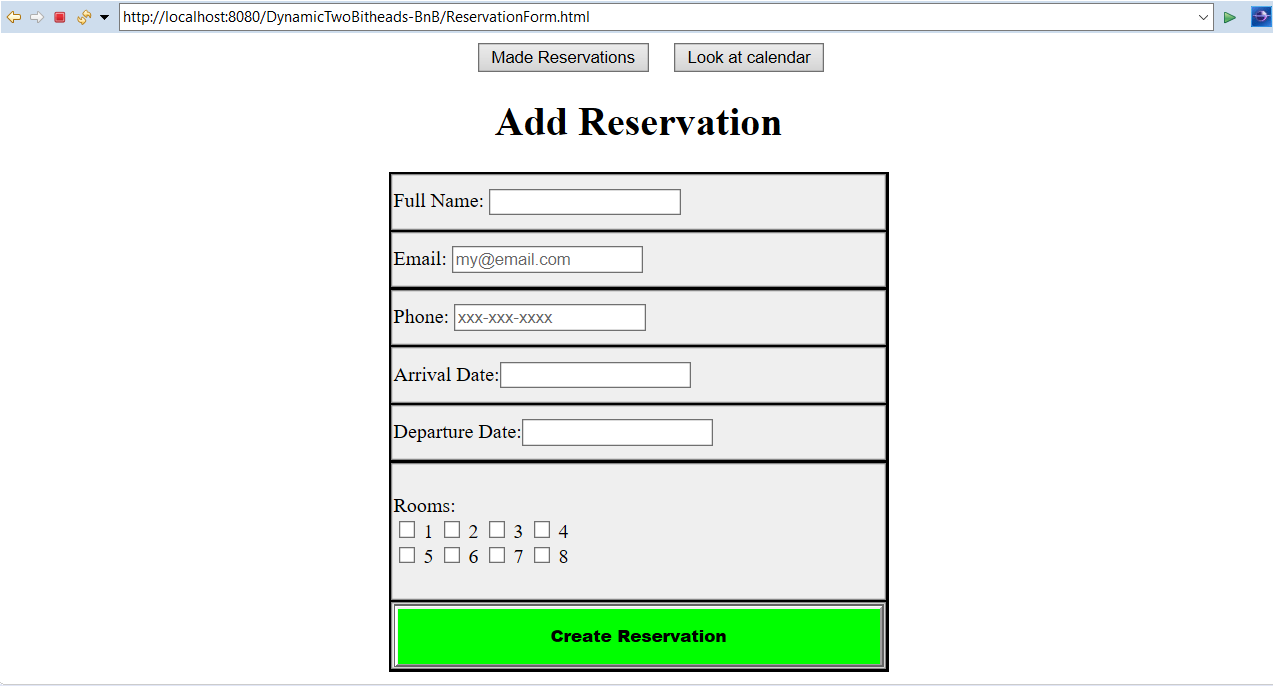 http://localhost:8080/DynamicTwoBitheads-BnB/ReservationForm.html
Made Reservations Look at calendar
Add Reservation
Full Name:
Email: my@email.com
Phone: xxx-xxx-xxxx
Arrival Date:
Departure Date:
Rooms:
1 2 3 4
5 6 7 8
Create Reservation